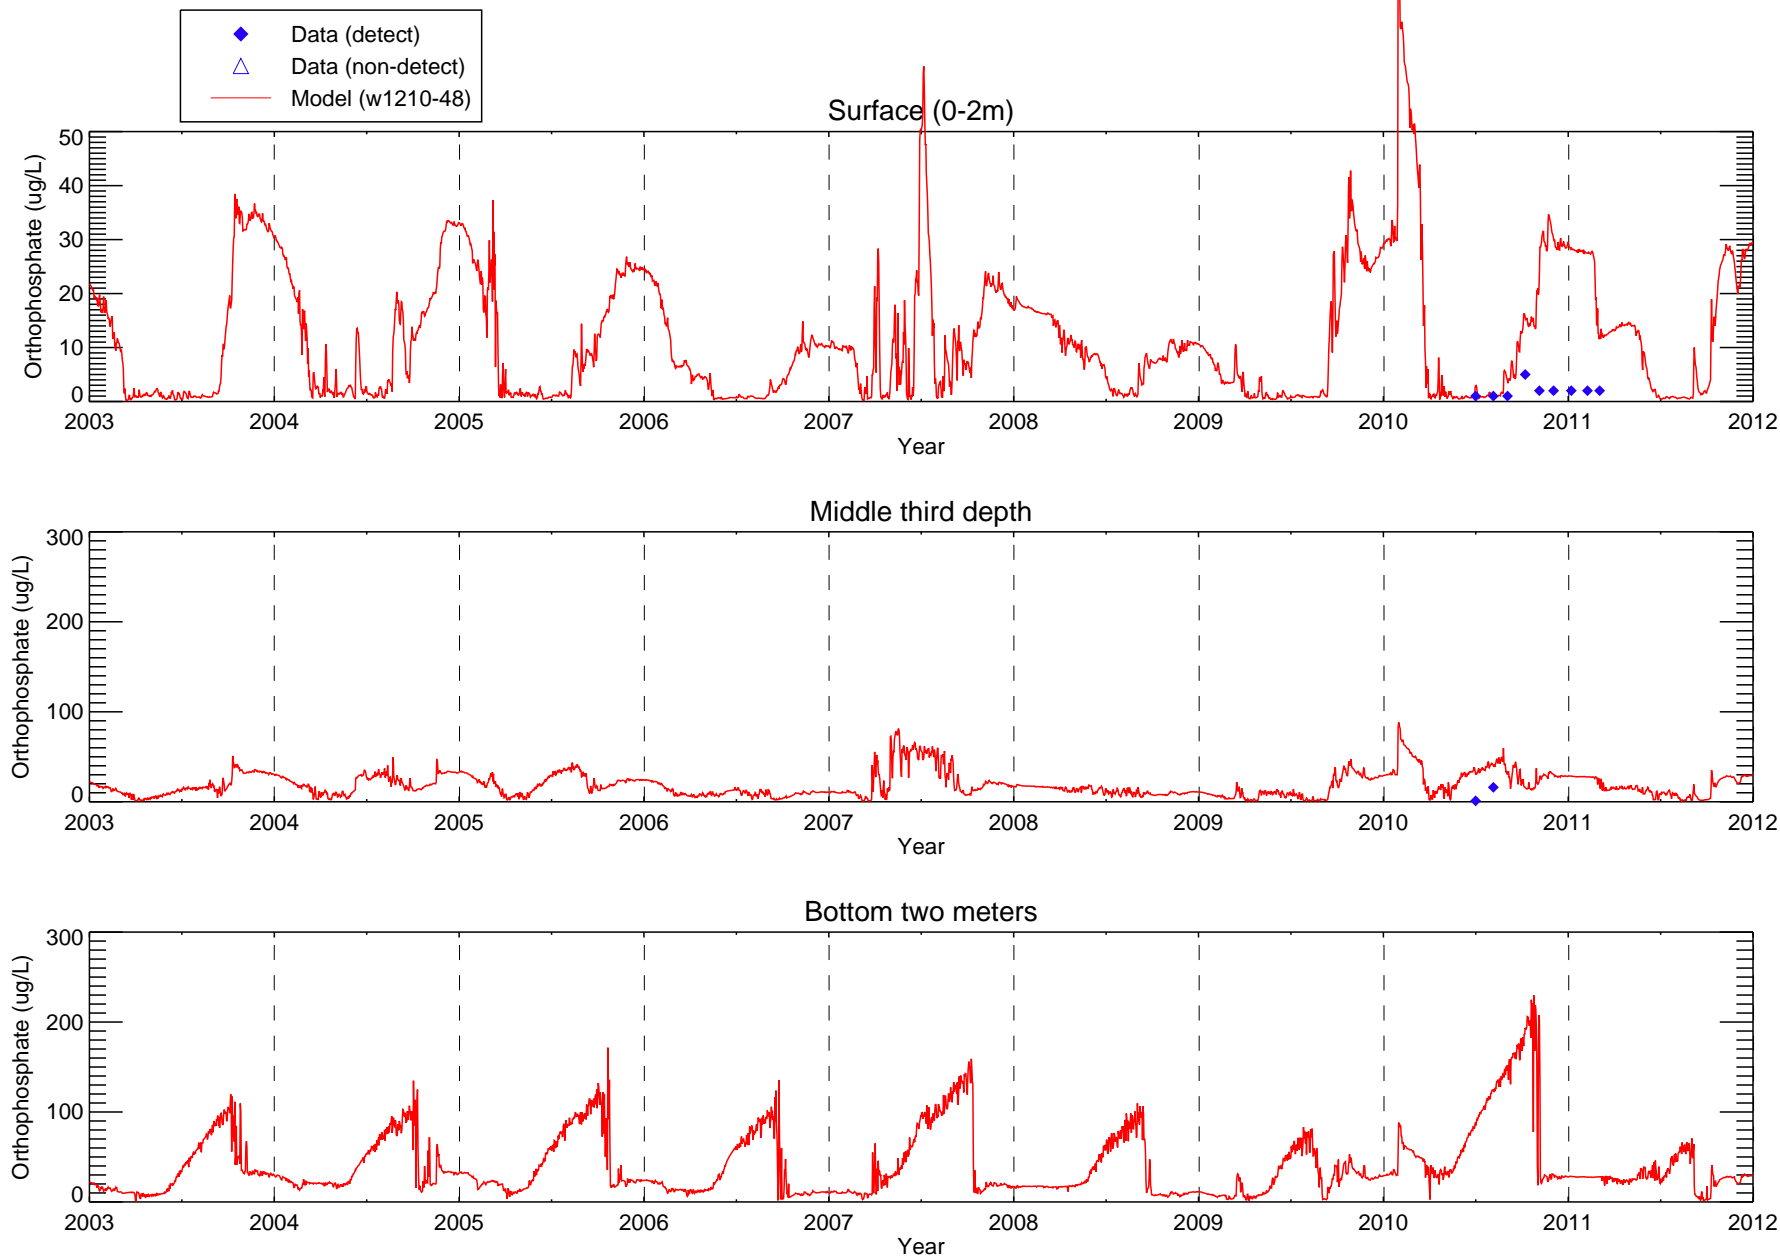 Data (detect)
Data (non-detect)
Model (w1210-48)
Surface (0-2m)
Orthophosphate (ug/L)
50
40
30
20
10
0
2003 2004 2005 2006 2007 2008 2009 2010 2011 2012
Year
Middle third depth
Orthophosphate (ug/L)
300
200
100
0
2003 2004 2005 2006 2007 2008 2009 2010 2011 2012
Year
Bottom two meters
Orthophosphate (ug/L)
300
200
100
0
2003 2004 2005 2006 2007 2008 2009 2010 2011 2012
Year